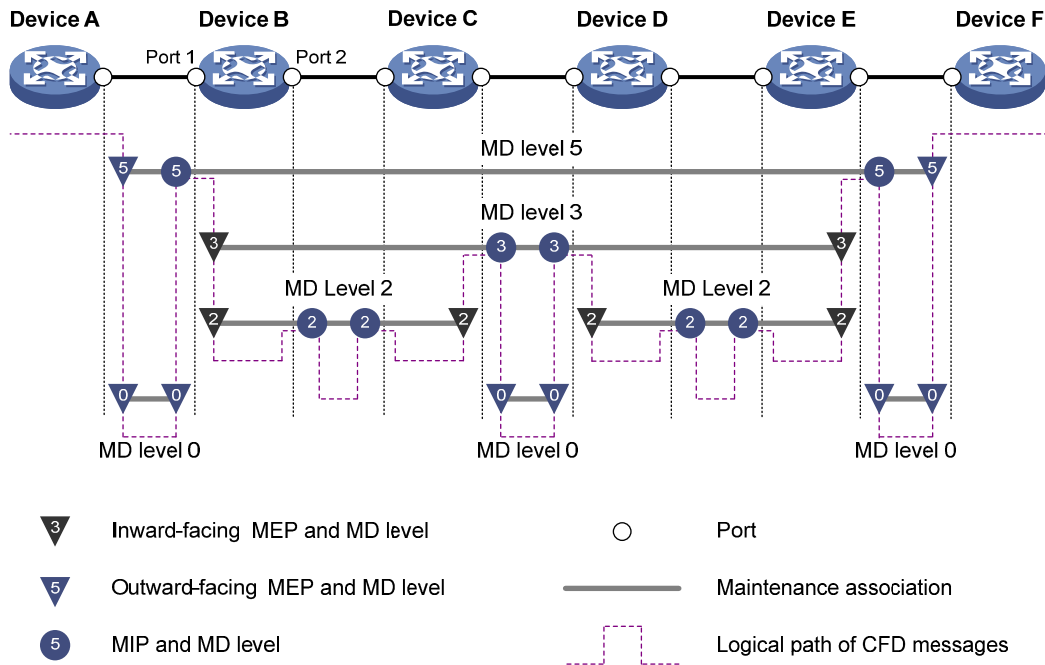 Device A Device B Device C Device D Device E Device F
Port 1 Port 2
MD level 5
5 5 5 5
MD level 3
3 3 3 3
MD Level 2 MD Level 2
2 2 2 2 2 2 2 2
0 0 0 0 0 0
MD level 0 MD level 0 MD level 0
3 Inward-facing MEP and MD level
Port
5 Outward-facing MEP and MD level
Maintenance association
5 MIP and MD level
Logical path of CFD messages